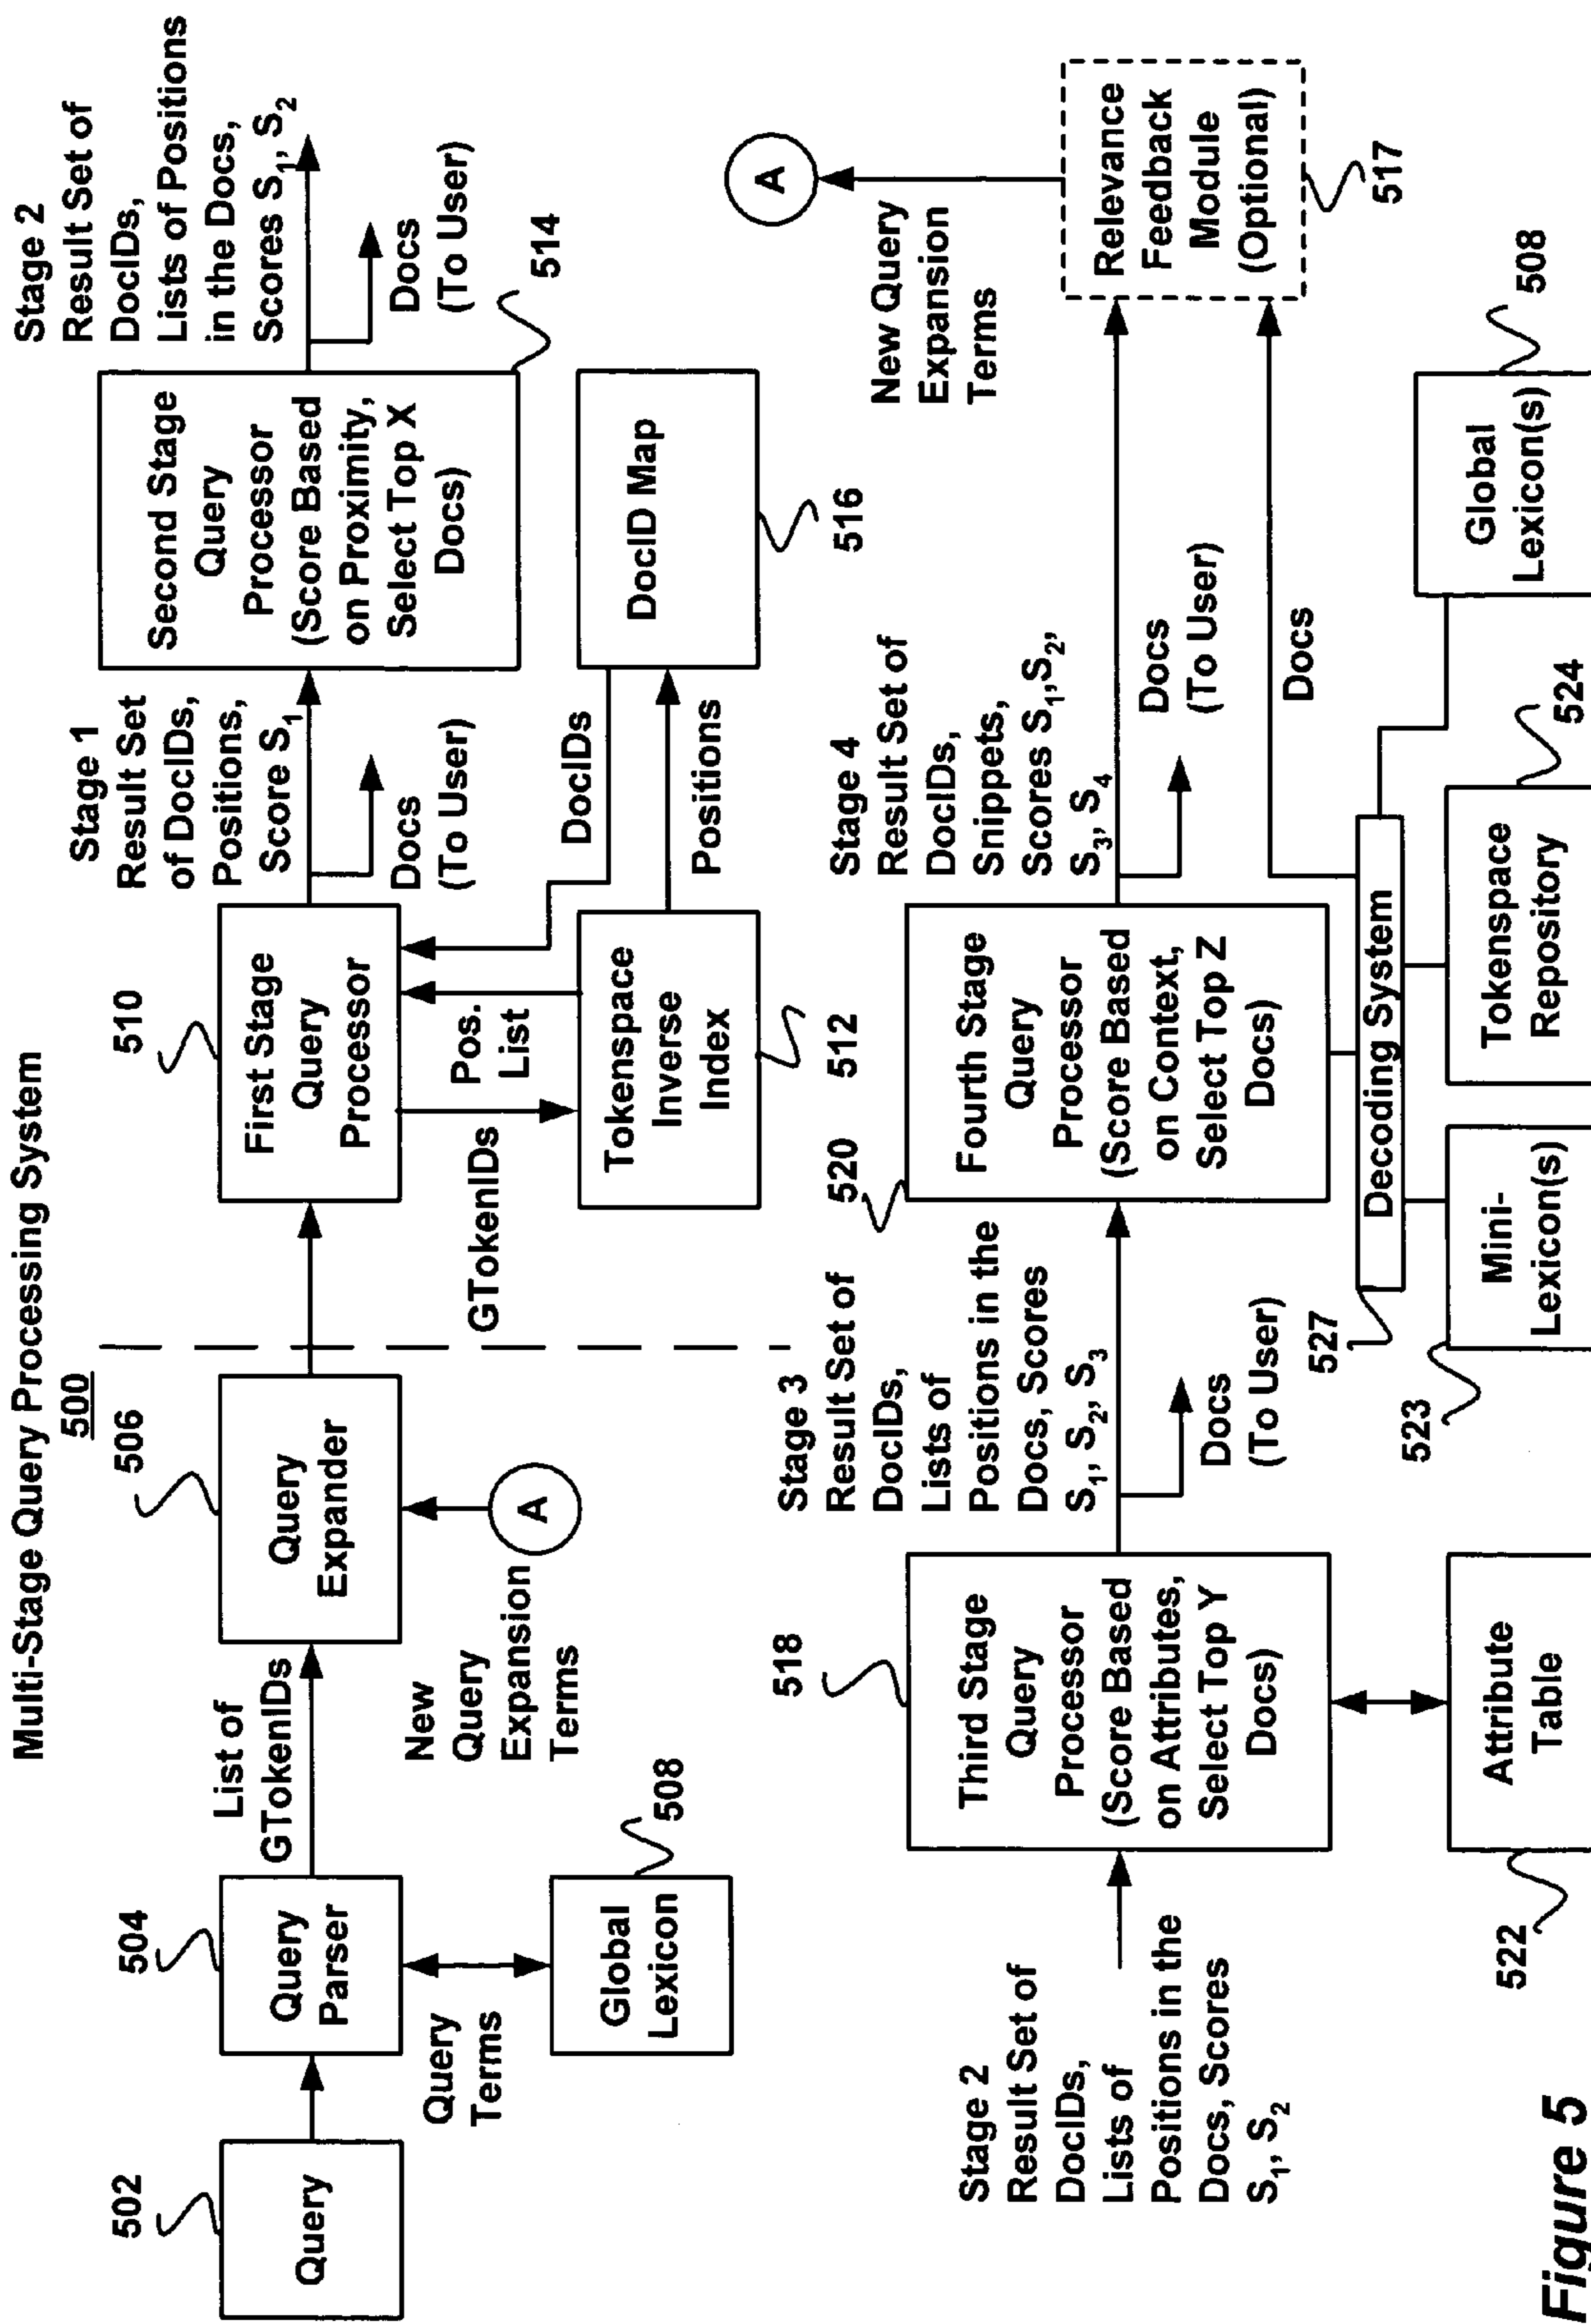 Multi-Stage Query Processing System
500
502
Query
504
Query
Parser
Query
Terms
508
Global
Lexicon
List of
GTokenIDs
506
Query
Expander
A
New
Query
Expansion
Terms
510
First Stage
Query
Processor
GTokenIDs
Pos.
List
Tokenspace
Inverse
Index
512
DocIDs
Positions
DocID Map
516
Stage 1
Result Set
of DocIDs,
Positions,
Score S1
Docs
(To User)
Second Stage
Query
Processor
(Score Based
on Proximity,
Select Top X
Docs)
514
Stage 2
Result Set of
DocIDs,
Lists of Positions
in the Docs,
Scores S1, S2
Docs
(To User)
Stage 2
Result Set of
DocIDs,
Lists of
Positions in the
Docs, Scores
S1, S2
518
Third Stage
Query
Processor
(Score Based
on Attributes,
Select Top Y
Docs)
522
Attribute
Table
Stage 3
Result Set of
DocIDs,
Lists of
Positions in the
Docs, Scores
S1, S2, S3
Docs
(To User)
520
Fourth Stage
Query
Processor
(Score Based
on Context,
Select Top Z
Docs)
527
Decoding System
523
Mini-
Lexicon(s)
Tokenspace
Repository
524
Global
Lexicon(s)
508
Stage 4
Result Set of
DocIDs,
Snippets,
Scores S1,S2,
S3, S4
Docs
(To User)
Docs
Relevance
Feedback
Module
(Optional)
517
New Query
Expansion
Terms
A
Figure 5